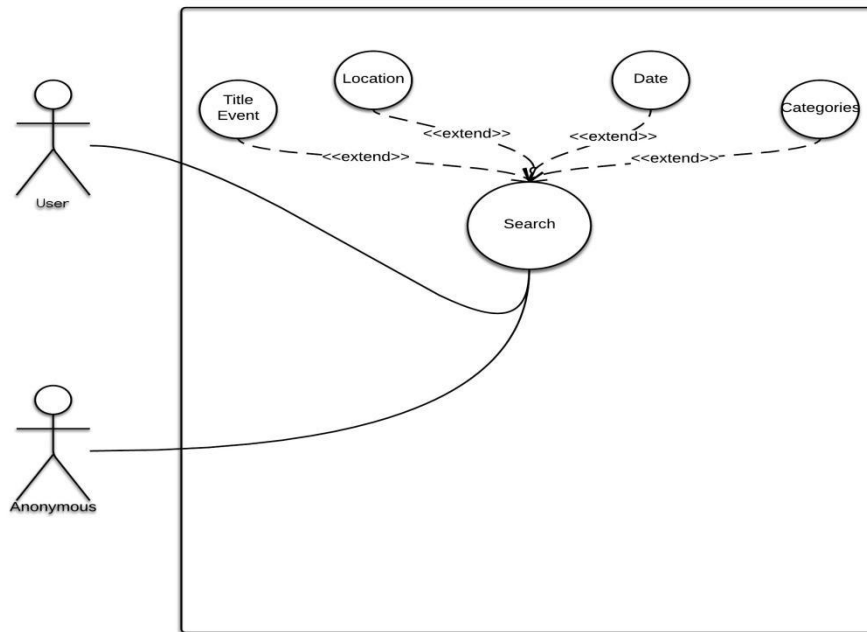 Location
Date
Title
Event
Categories
<<extend>>
<<extend>>
<<extend>>
<<extend>>
User
Search
Anonymous